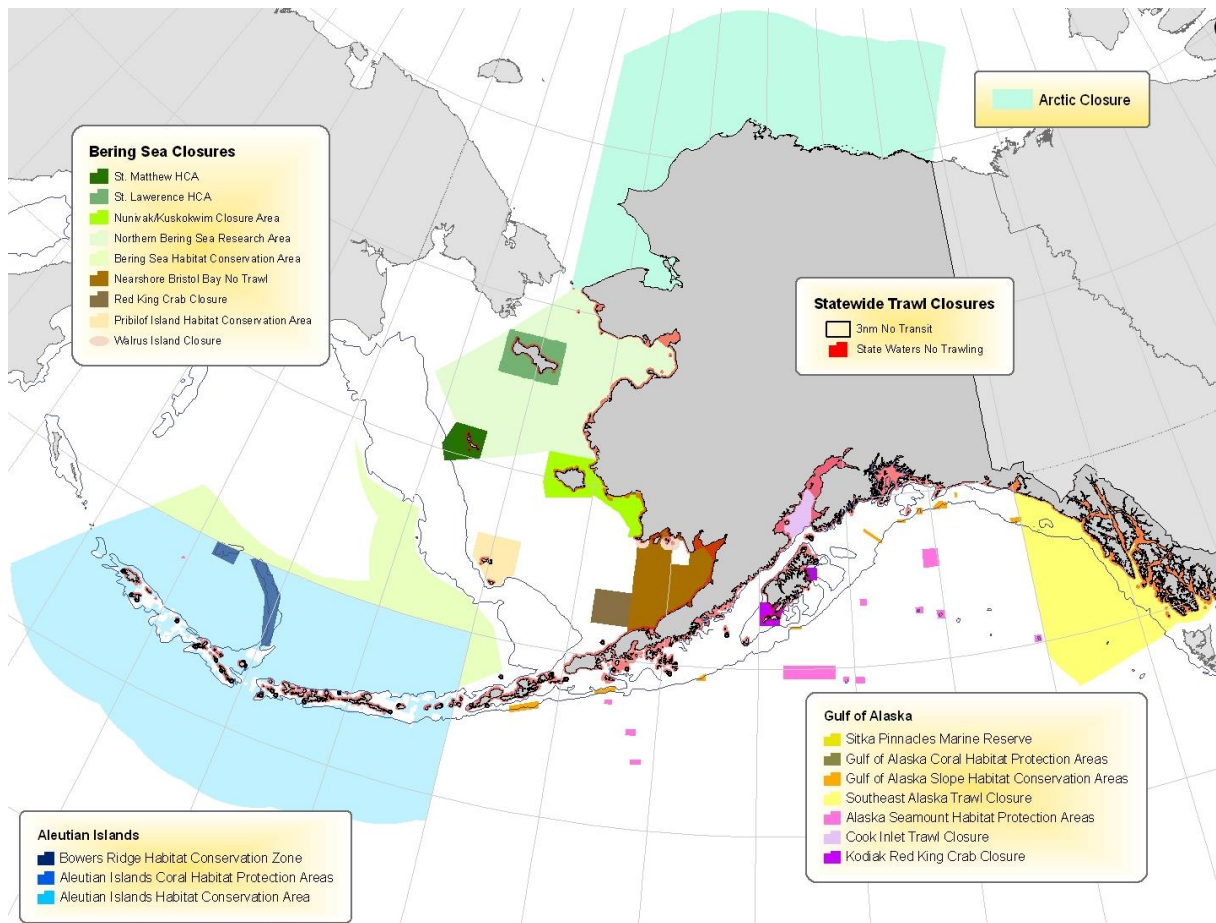 Arctic Closure
Bering Sea Closures
St. Matthew HCA
St. Lawerence HCA
Nunivak/Kuskokwim Closure Area
Northern Bering Sea Research Area
Bering Sea Habitat Conservation Area
Nearshore Bristol Bay No Trawl
Red King Crab Closure
Pribilof Island Habitat Conservation Area
Walrus Island Closure
Statewide Trawl Closures
3nm No Transit
State Waters No Trawling
Gulf of Alaska
Sitka Pinnacles Marine Reserve
Gulf of Alaska Coral Habitat Protection Areas
Gulf of Alaska Slope Habitat Conservation Areas
Southeast Alaska Trawl Closure
Alaska Seamount Habitat Protection Areas
Cook Inlet Trawl Closure
Kodiak Red King Crab Closure
Aleutian Islands
Bowers Ridge Habitat Conservation Zone
Aleutian Islands Coral Habitat Protection Areas
Aleutian Islands Habitat Conservation Area